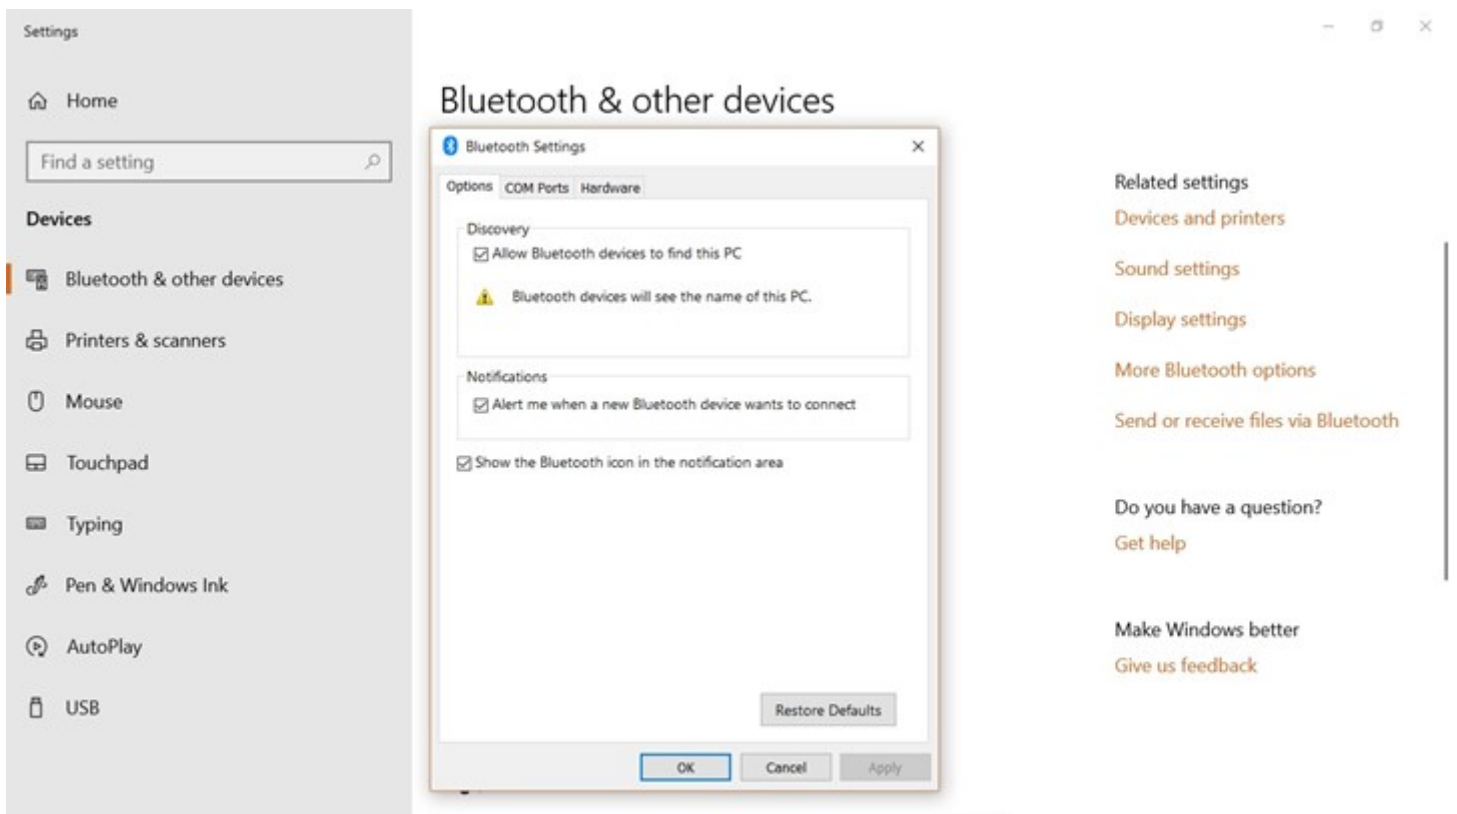 Settings
Home
Find a setting
Devices
Bluetooth & other devices
Printers & scanners
Mouse
Touchpad
Typing
Pen & Windows Ink
AutoPlay
USB
Bluetooth & other devices
Bluetooth Settings
Options COM Ports Hardware
Discovery
Allow Bluetooth devices to find this PC
Bluetooth devices will see the name of this PC.
Notifications
Alert me when a new Bluetooth device wants to connect
Show the Bluetooth icon in the notification area
Restore Defaults
OK Cancel Apply
Related settings
Devices and printers
Sound settings
Display settings
More Bluetooth options
Send or receive files via Bluetooth
Do you have a question?
Get help
Make Windows better
Give us feedback